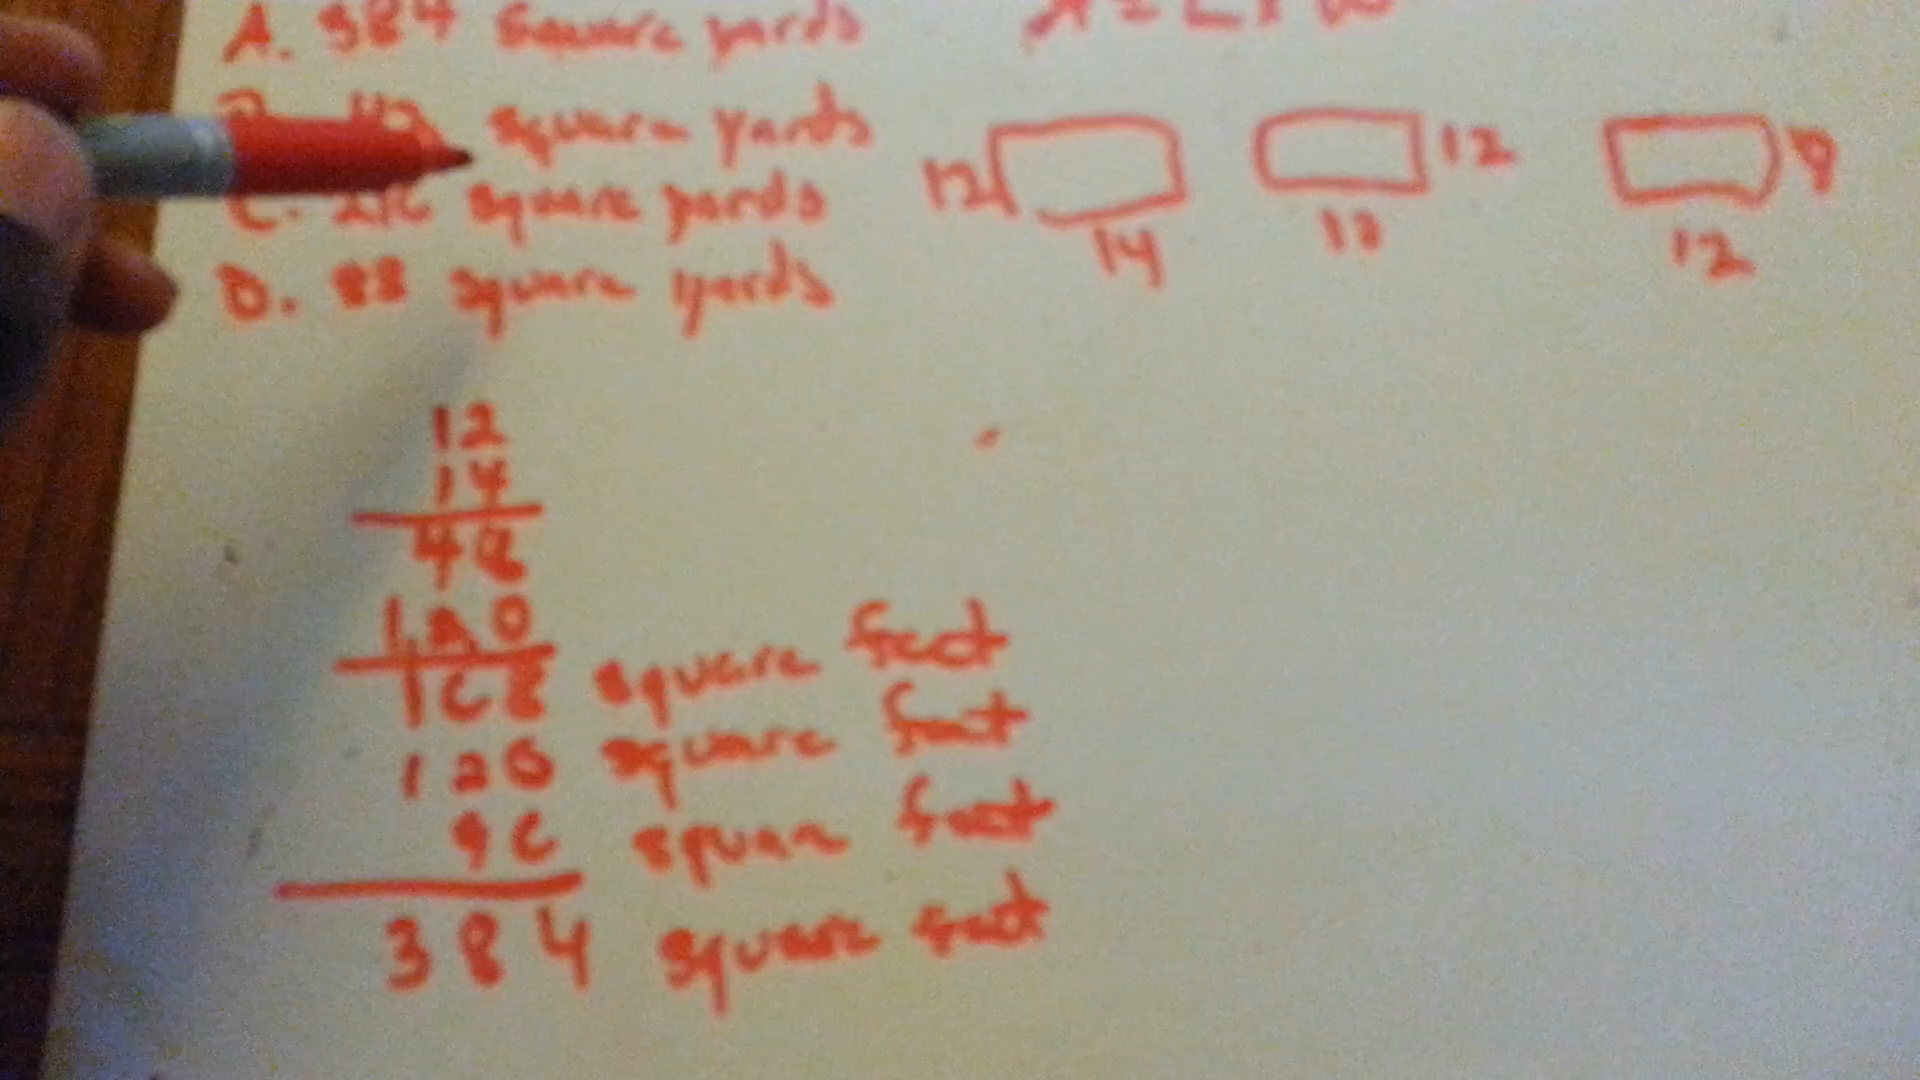 A. 384 square yards
A = L x W
square yards
C. 216 square yards
D. 88 square yards
12
14
12
12
8
12
12
14
48
120
168 square feet
120 square feet
96 square feet
384 square feet